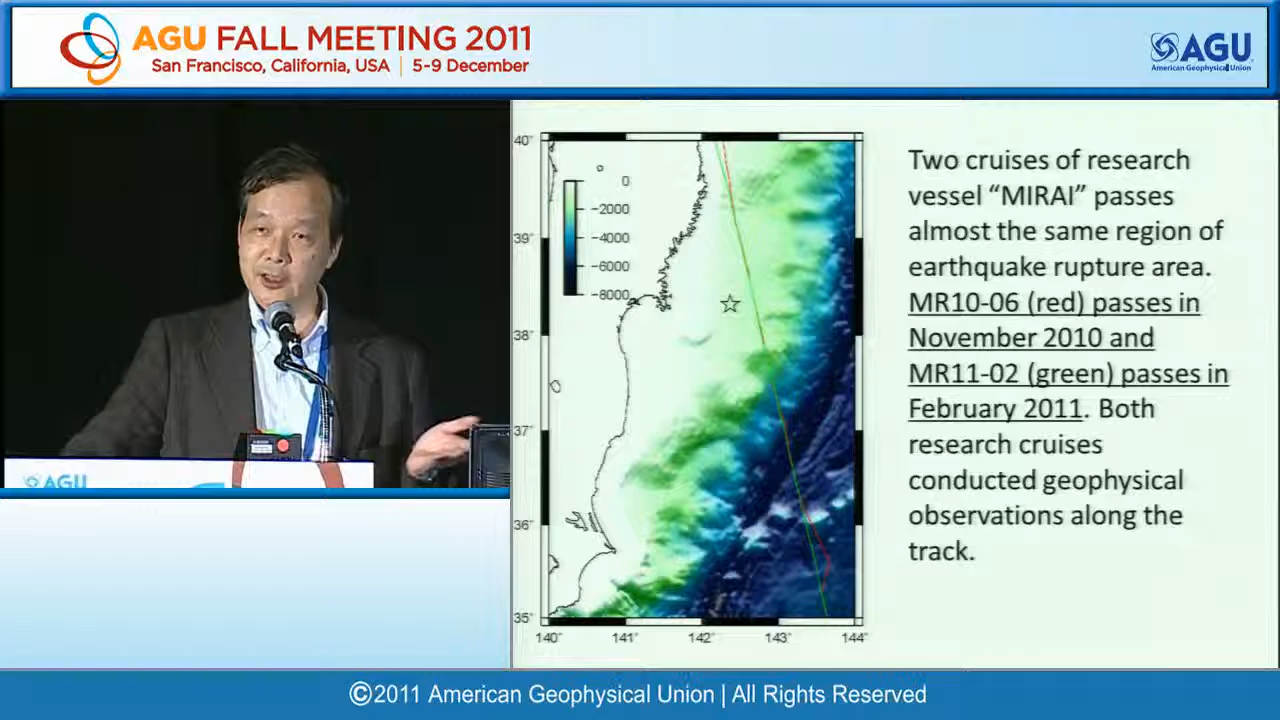 AGU FALL MEETING 2011
San Francisco, California, USA | 5-9 December
AGU
American Geophysical Union
AGU
40°
39°
38°
37°
36°
35°
0
−2000
−4000
−6000
−8000
140°
141°
142°
143°
144°
Two cruises of research
vessel “MIRAI” passes
almost the same region of
earthquake rupture area.
MR10-06 (red) passes in
November 2010 and
MR11-02 (green) passes in
February 2011. Both
research cruises
conducted geophysical
observations along the
track.
©2011 American Geophysical Union | All Rights Reserved